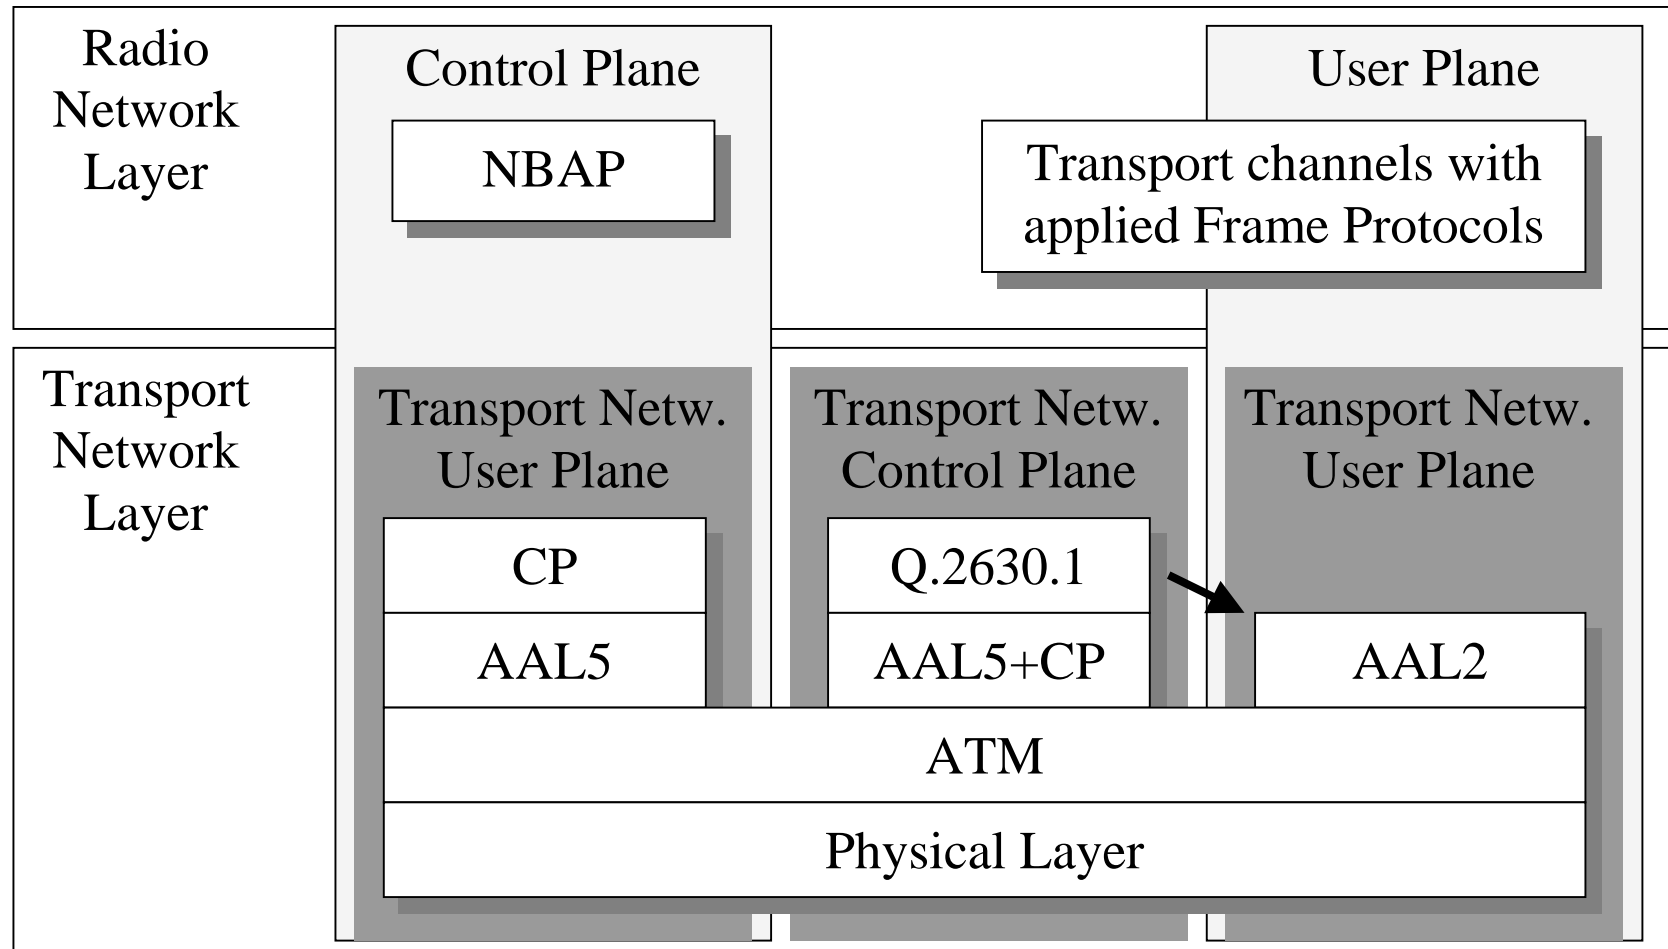 Radio
Network
Layer
Control Plane
User Plane
NBAP
Transport channels with
applied Frame Protocols
Transport
Network
Layer
Transport Netw.
User Plane
Transport Netw.
Control Plane
Transport Netw.
User Plane
CP
Q.2630.1
AAL5
AAL5+CP
AAL2
ATM
Physical Layer